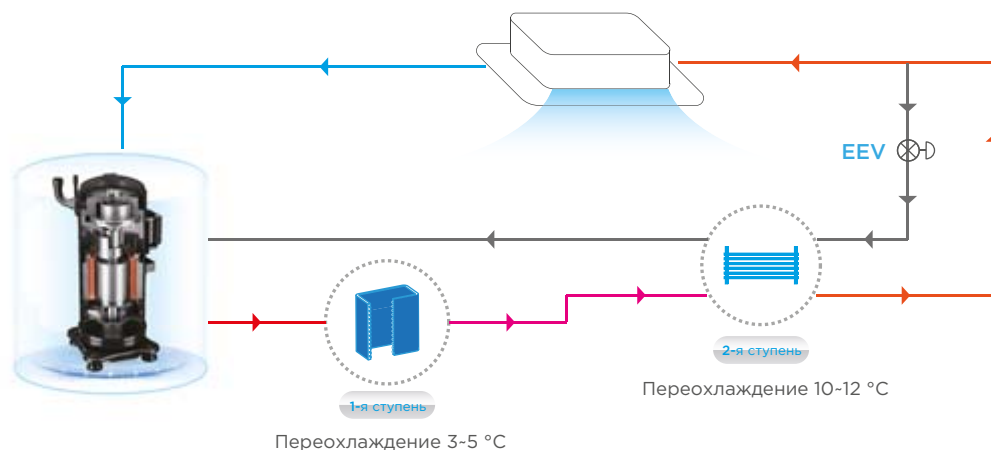 EEV
2-я ступень
Переохлаждение 10~12 °C
1-я ступень
Переохлаждение 3~5 °C